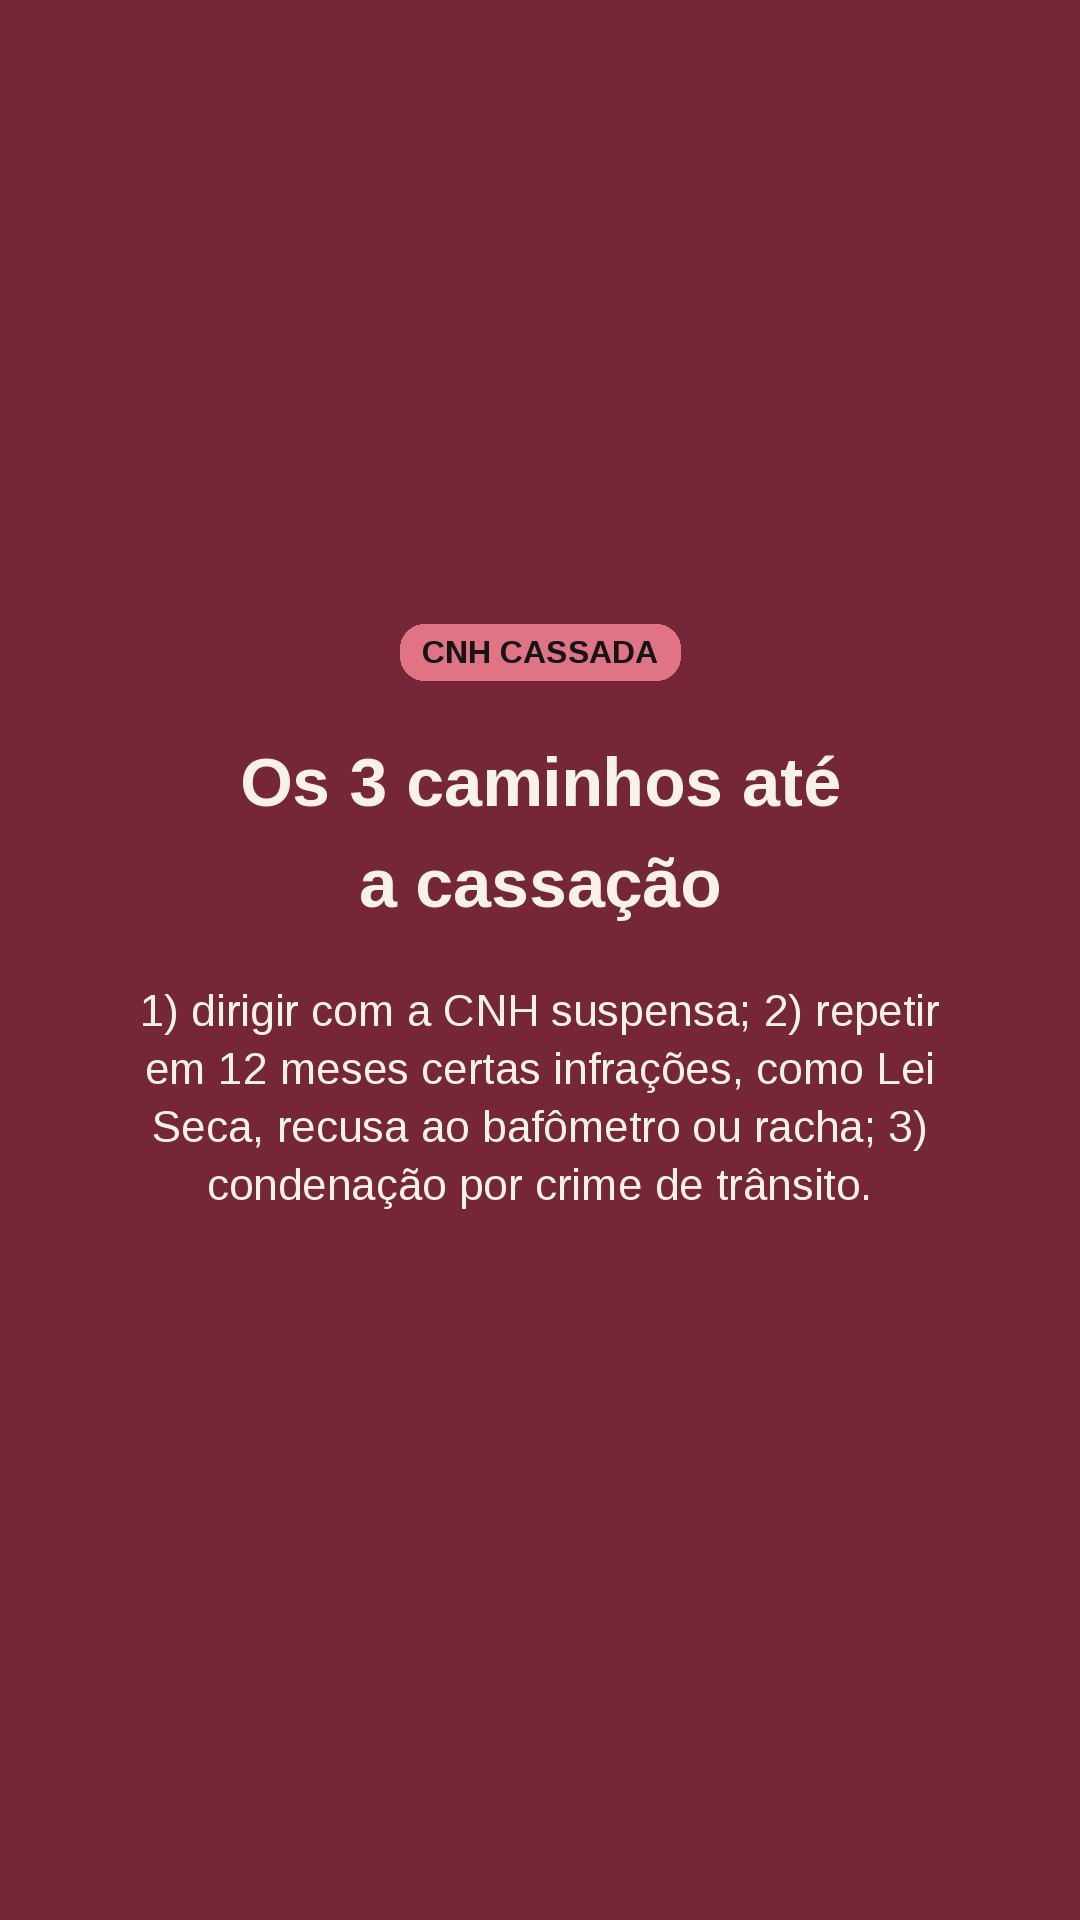 CNH CASSADA
Os 3 caminhos até
a cassação
1) dirigir com a CNH suspensa; 2) repetir
em 12 meses certas infrações, como Lei
Seca, recusa ao bafômetro ou racha; 3)
condenação por crime de trânsito.